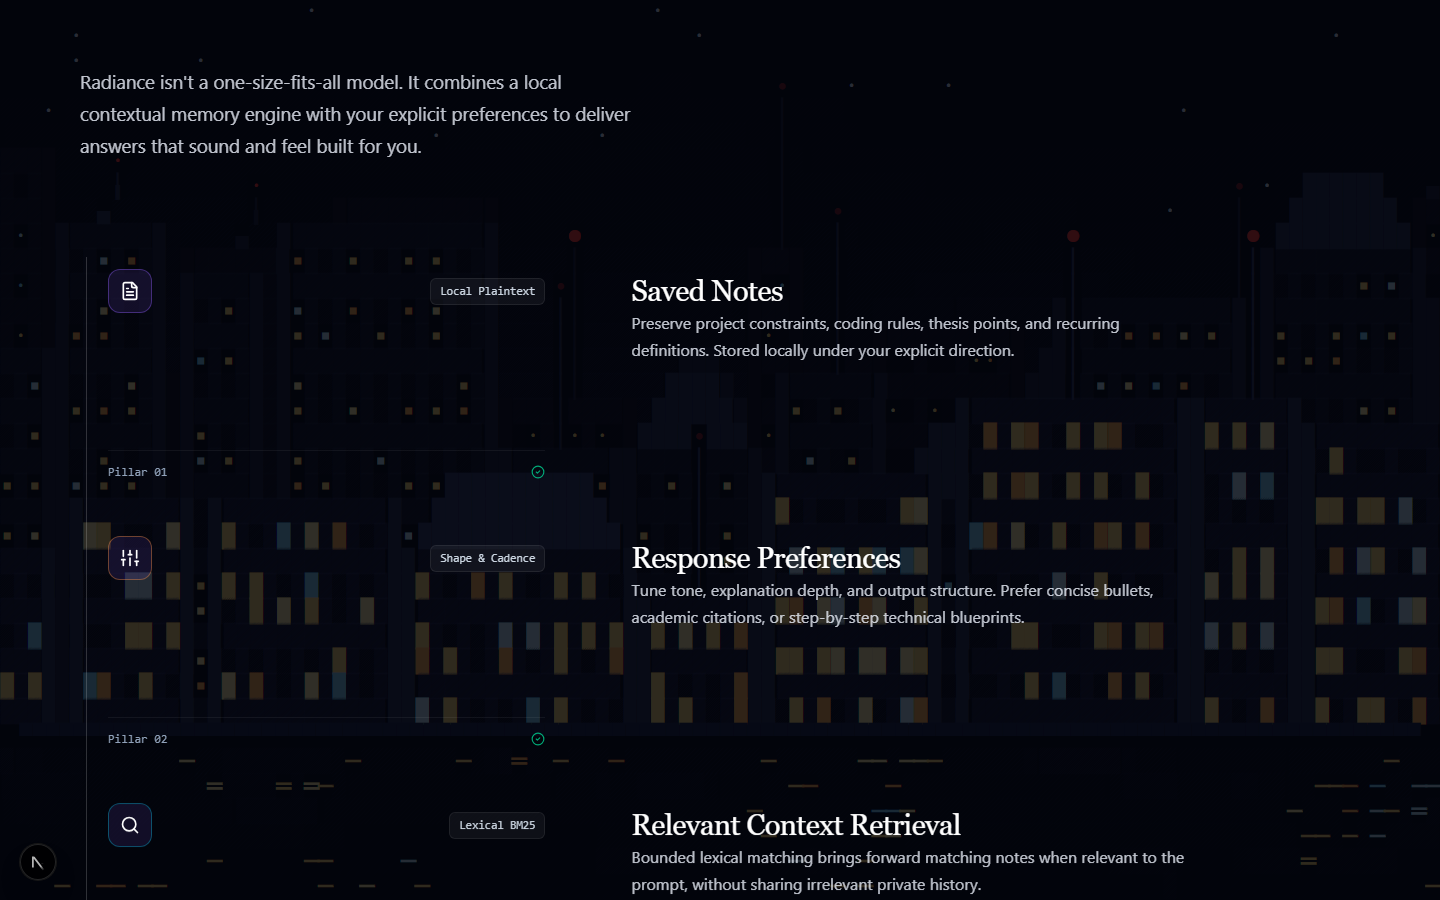 Radiance isn't a one-size-fits-all model. It combines a local
contextual memory engine with your explicit preferences to deliver
answers that sound and feel built for you.
Local Plaintext
Saved Notes
Preserve project constraints, coding rules, thesis points, and recurring
definitions. Stored locally under your explicit direction.
Pillar 01
Shape & Cadence
Response Preferences
Tune tone, explanation depth, and output structure. Prefer concise bullets,
academic citations, or step-by-step technical blueprints.
Pillar 02
Lexical BM25
Relevant Context Retrieval
Bounded lexical matching brings forward matching notes when relevant to the
prompt, without sharing irrelevant private history.